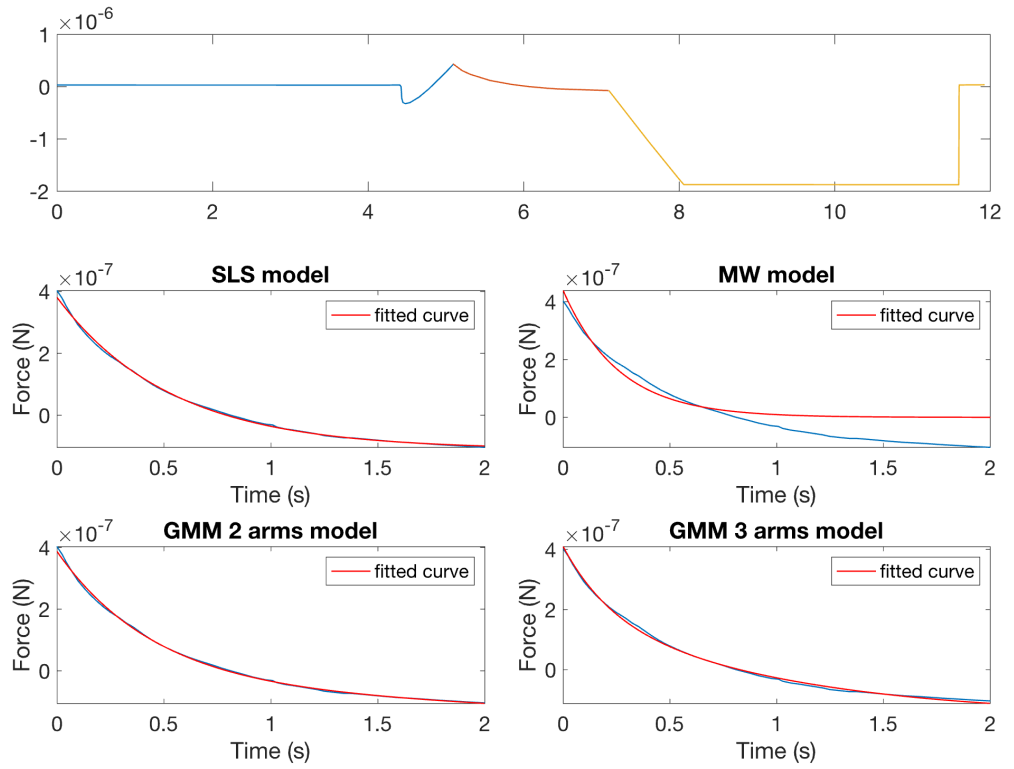 ×10-6
1
0
-1
-2
0 2 4 6 8 10 12
SLS model
×10-7
4
2
0
Force (N)
fitted curve
0 0.5 1 1.5 2
Time (s)
MW model
×10-7
4
2
0
Force (N)
fitted curve
0 0.5 1 1.5 2
Time (s)
GMM 2 arms model
×10-7
4
2
0
Force (N)
fitted curve
0 0.5 1 1.5 2
Time (s)
GMM 3 arms model
×10-7
4
2
0
Force (N)
fitted curve
0 0.5 1 1.5 2
Time (s)